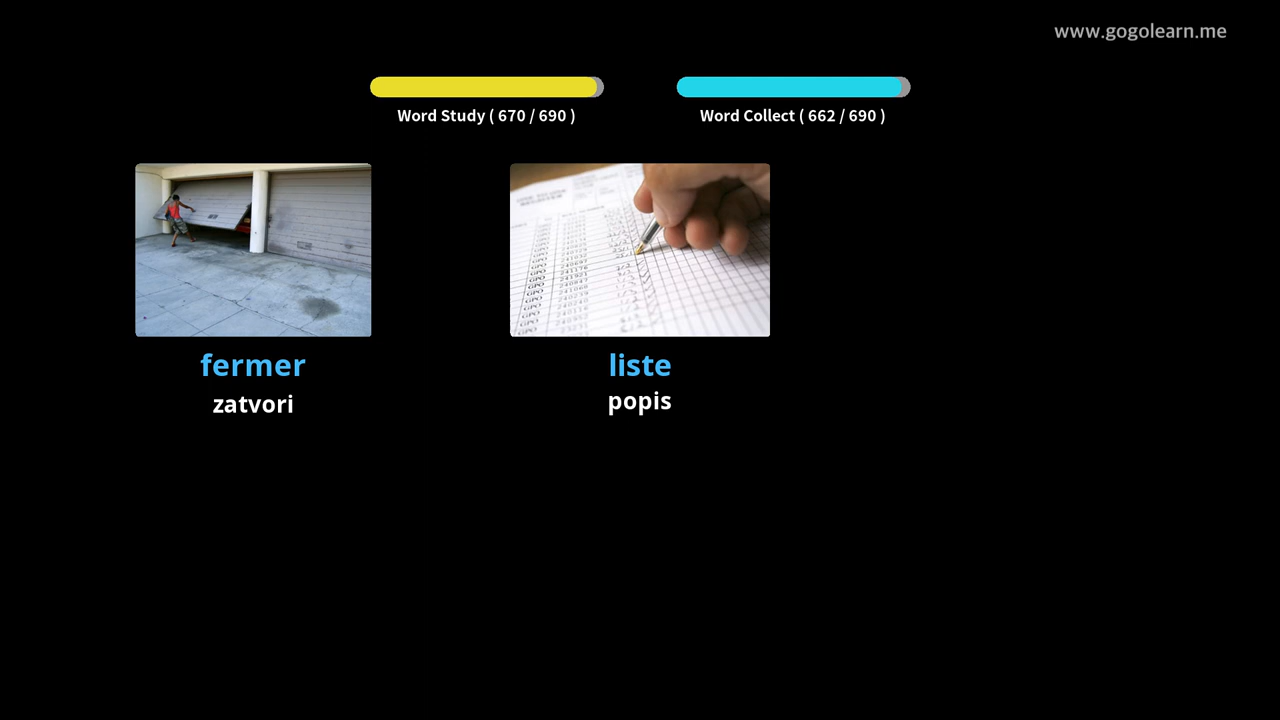 www.gogolearn.me
Word Study ( 670 / 690 )
Word Collect ( 662 / 690 )
fermer
zatvori
liste
popis